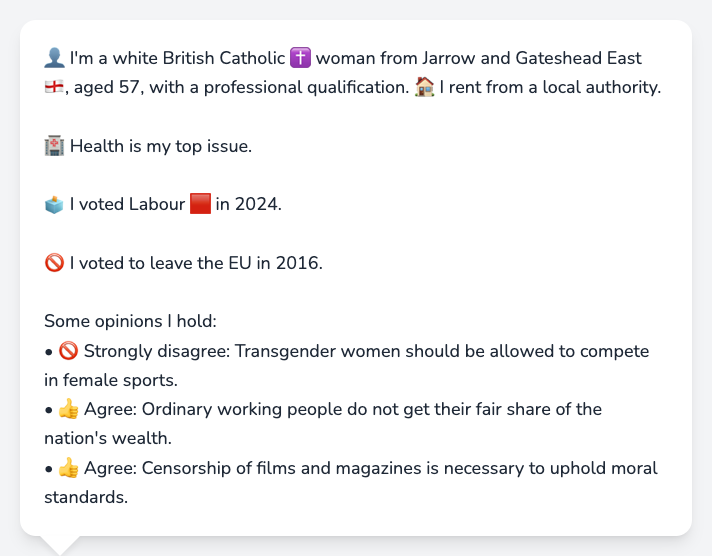 👤 I'm a white British Catholic ✝️ woman from Jarrow and Gateshead East
🏴󠁧󠁢󠁥󠁮󠁧󠁿, aged 57, with a professional qualification. 🏠 I rent from a local authority.
🏥 Health is my top issue.
🗳️ I voted Labour 🟥 in 2024.
🚫 I voted to leave the EU in 2016.
Some opinions I hold:
• 🚫 Strongly disagree: Transgender women should be allowed to compete
in female sports.
• 👍 Agree: Ordinary working people do not get their fair share of the
nation's wealth.
• 👍 Agree: Censorship of films and magazines is necessary to uphold moral
standards.